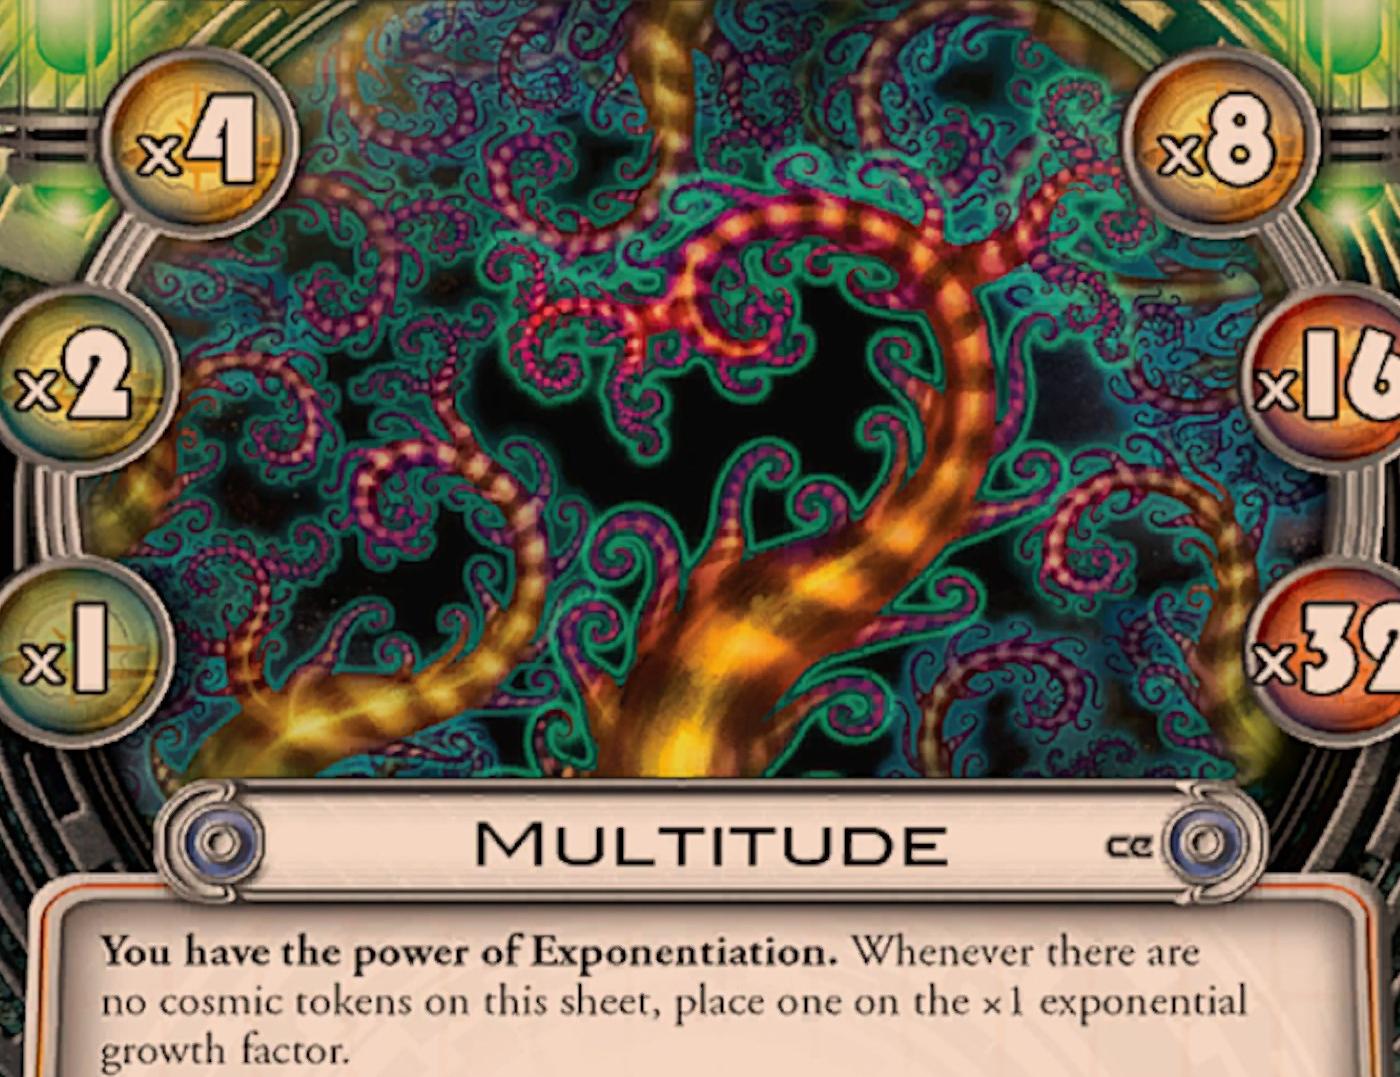 x4
x8
x2
x16
x1
x32
MULTITUDE
ce
You have the power of Exponentiation. Whenever there are
no cosmic tokens on this sheet, place one on the ×1 exponential
growth factor.